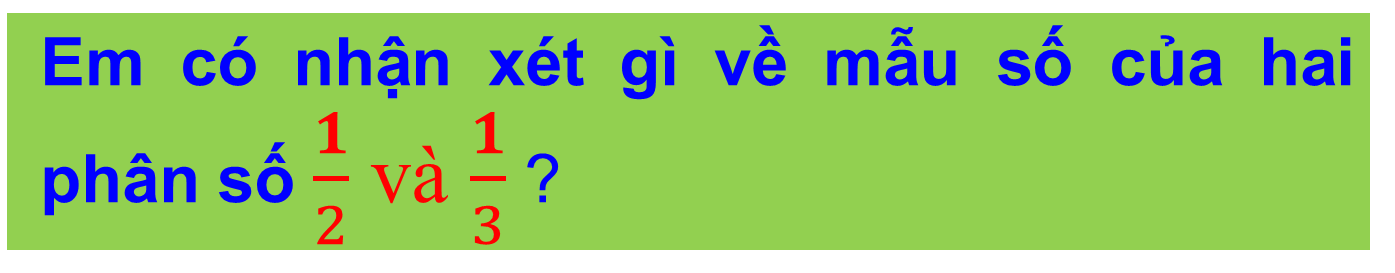 Em có nhận xét gì về mẫu số của hai
phân số 1/2 và 1/3 ?